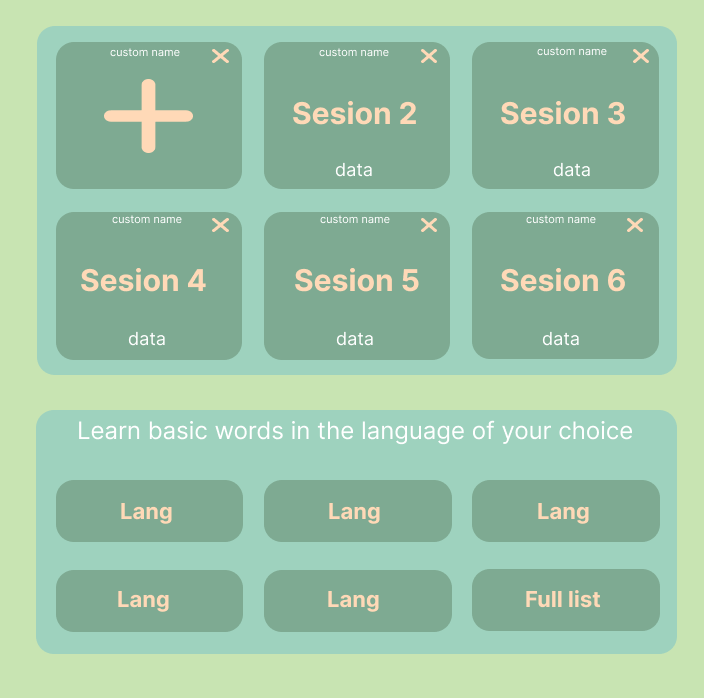 custom name
custom name
custom name
Sesion 2
Sesion 3
data
data
custom name
custom name
custom name
Sesion 4
Sesion 5
Sesion 6
data
data
data
Learn basic words in the language of your choice
Lang
Lang
Lang
Lang
Lang
Full list